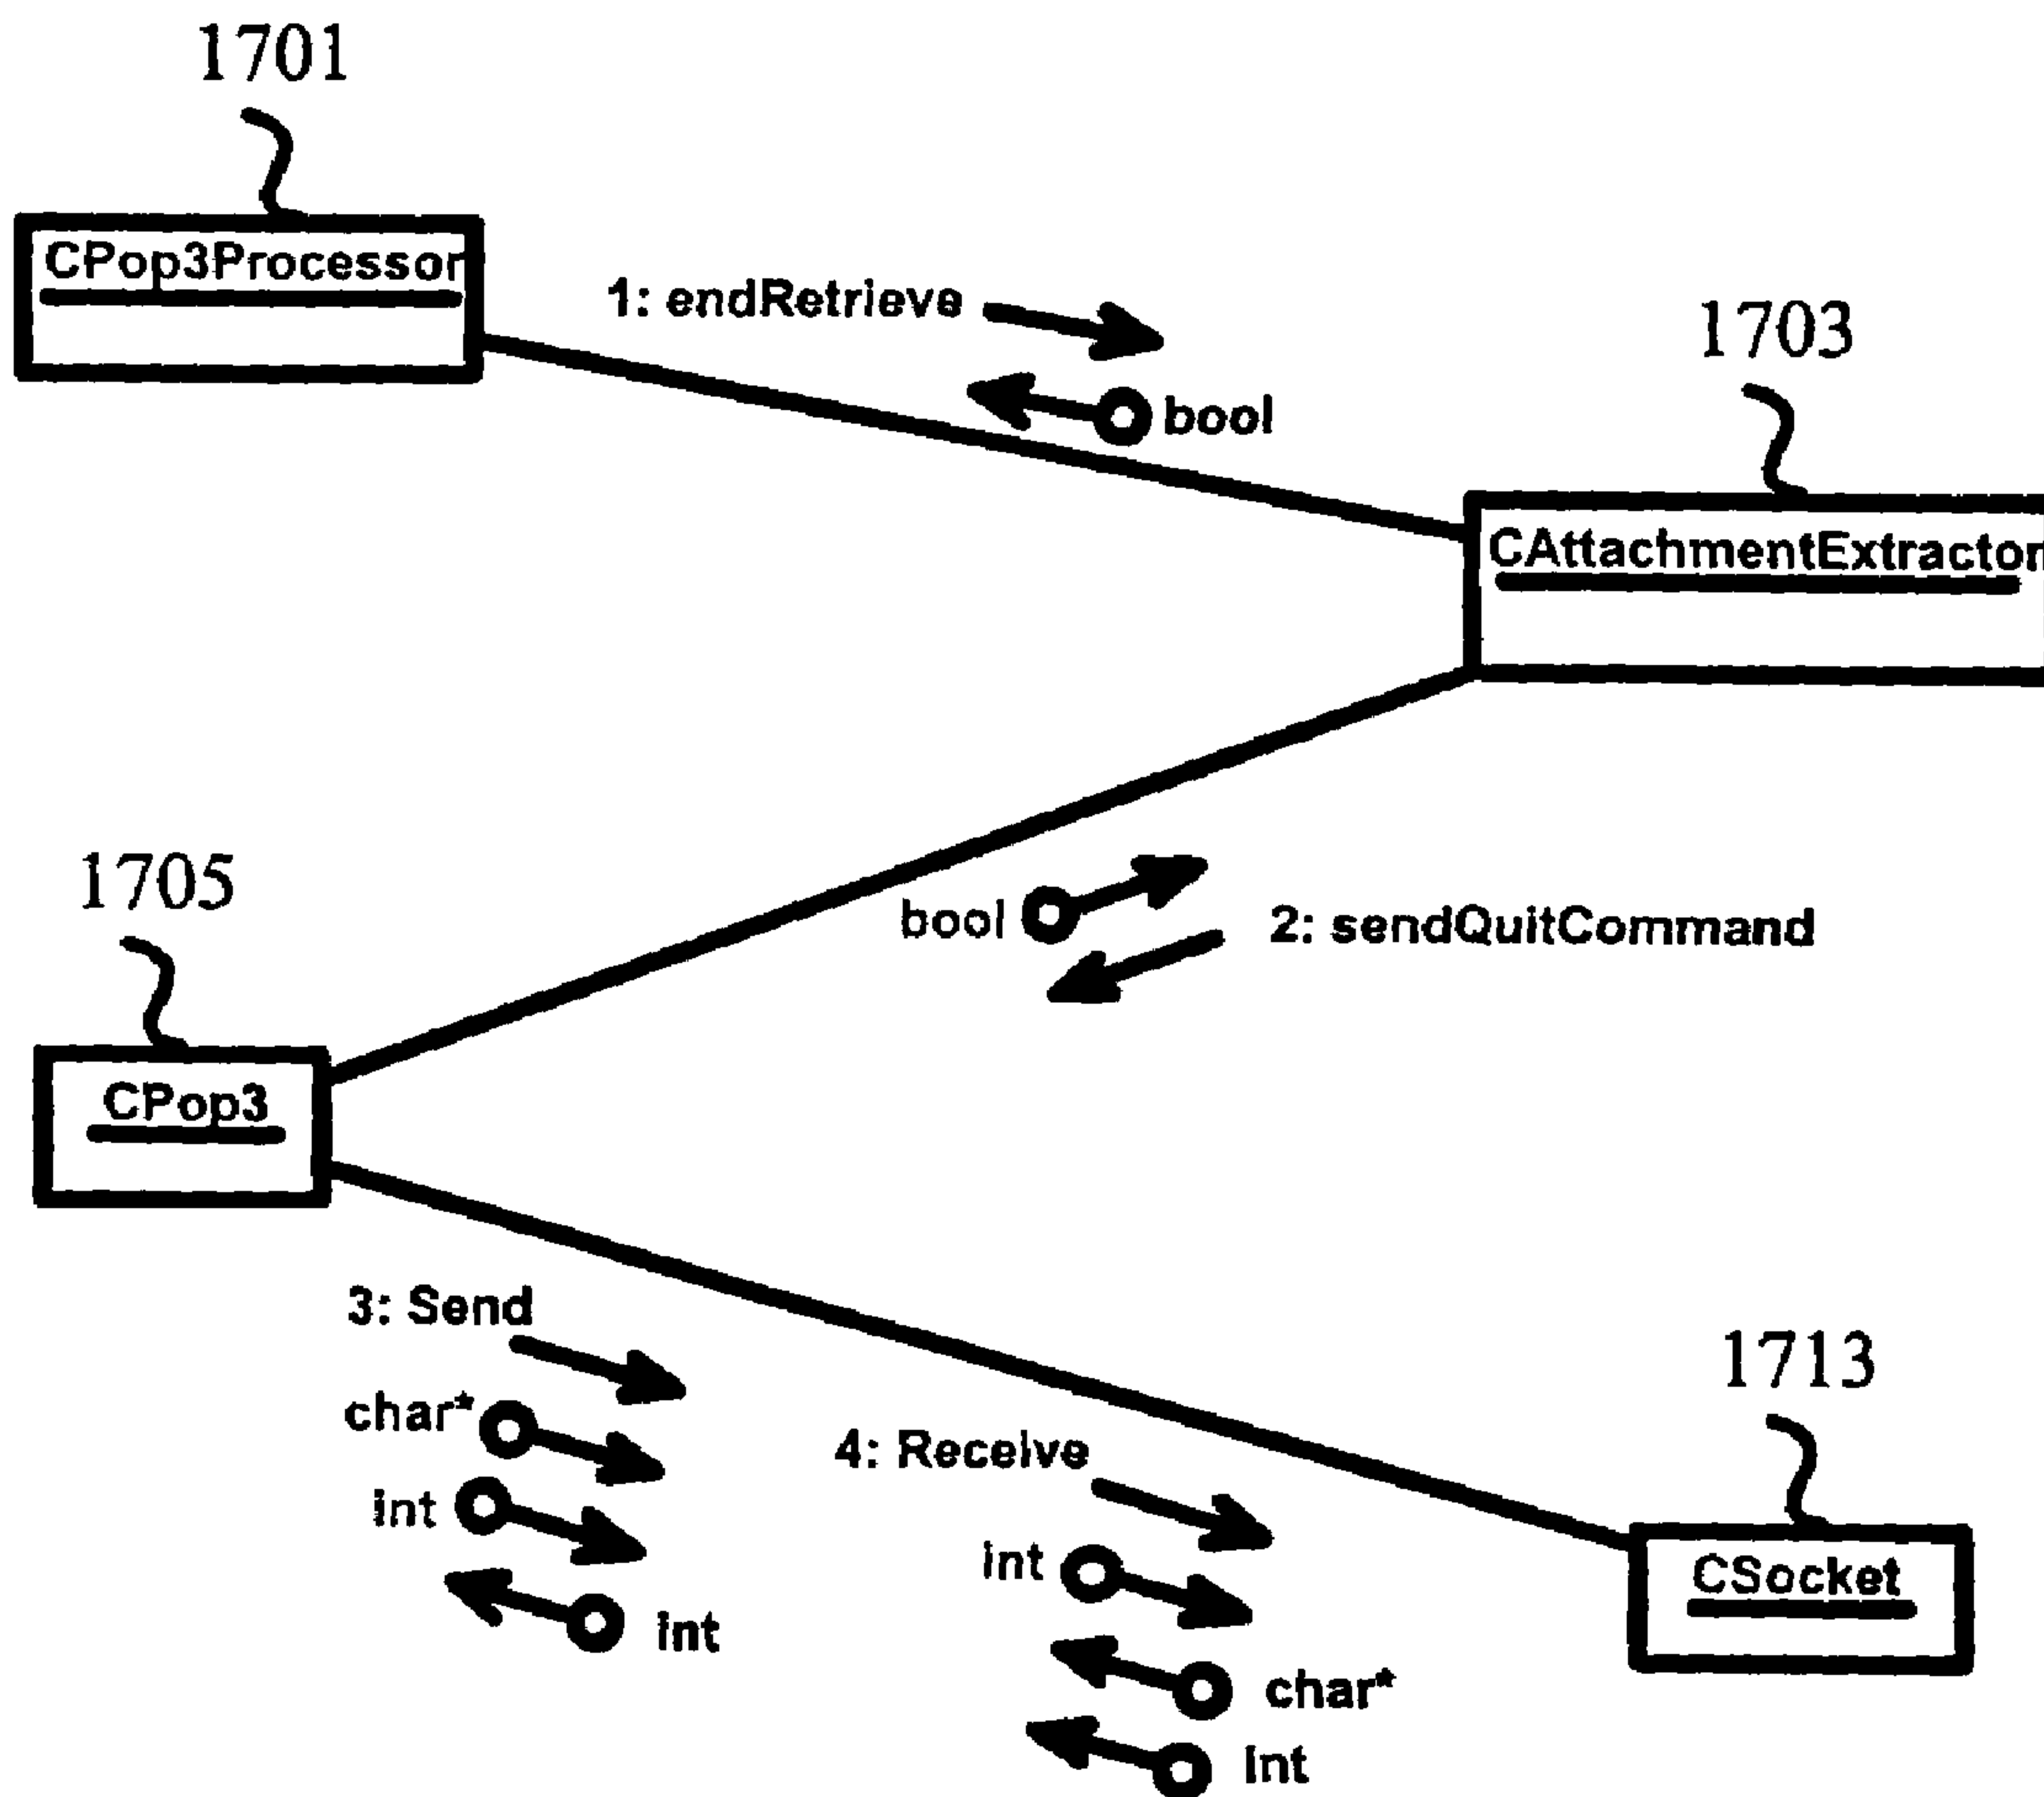 1701
CPop3Processor
1: endRetrieve
bool
1703
CAttachmentExtractor
1705
bool
2: sendQuitCommand
CPop3
3: Send
char*
int
int
4: Receive
int
char*
int
1713
CSocket